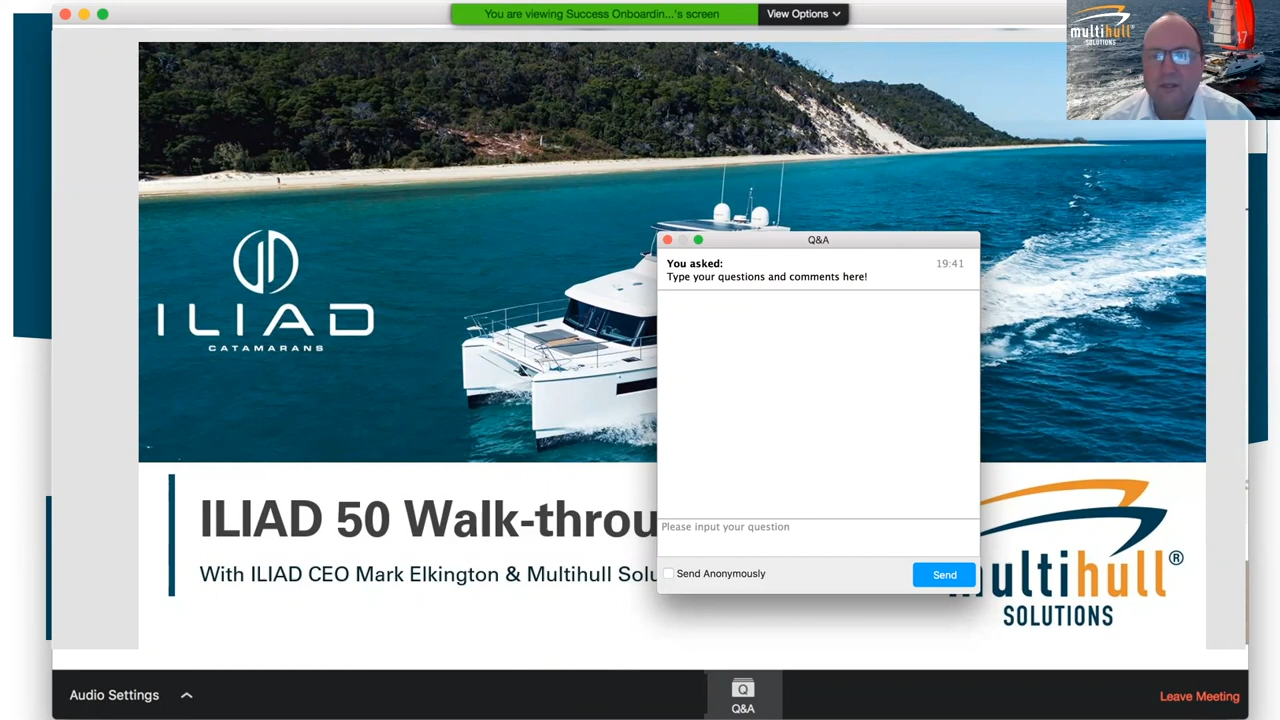 You are viewing Success Onboardin...'s screen
View Options
multihull
SOLUTIONS
Q&A
You asked:
19:41
Type your questions and comments here!
ILIAD
CATAMARANS
ILIAD 50 Walk-throu
With ILIAD CEO Mark Elkington & Multihull Solu
Please input your question
Send Anonymously
Send
multihull®
SOLUTIONS
Audio Settings
Q
Q&A
Leave Meeting